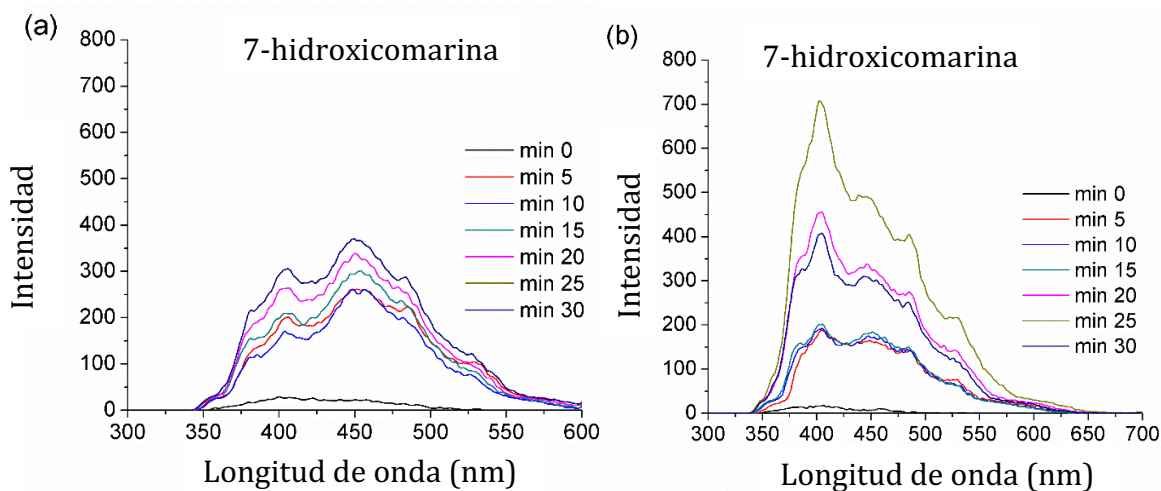 (a)
7-hidroxicomarina
800
700
600
500
400
300
200
100
0
Intensidad
min 0
min 5
min 10
min 15
min 20
min 25
min 30
300 350 400 450 500 550 600
Longitud de onda (nm)
(b)
7-hidroxicomarina
800
700
600
500
400
300
200
100
0
Intensidad
min 0
min 5
min 10
min 15
min 20
min 25
min 30
300 350 400 450 500 550 600 650 700
Longitud de onda (nm)